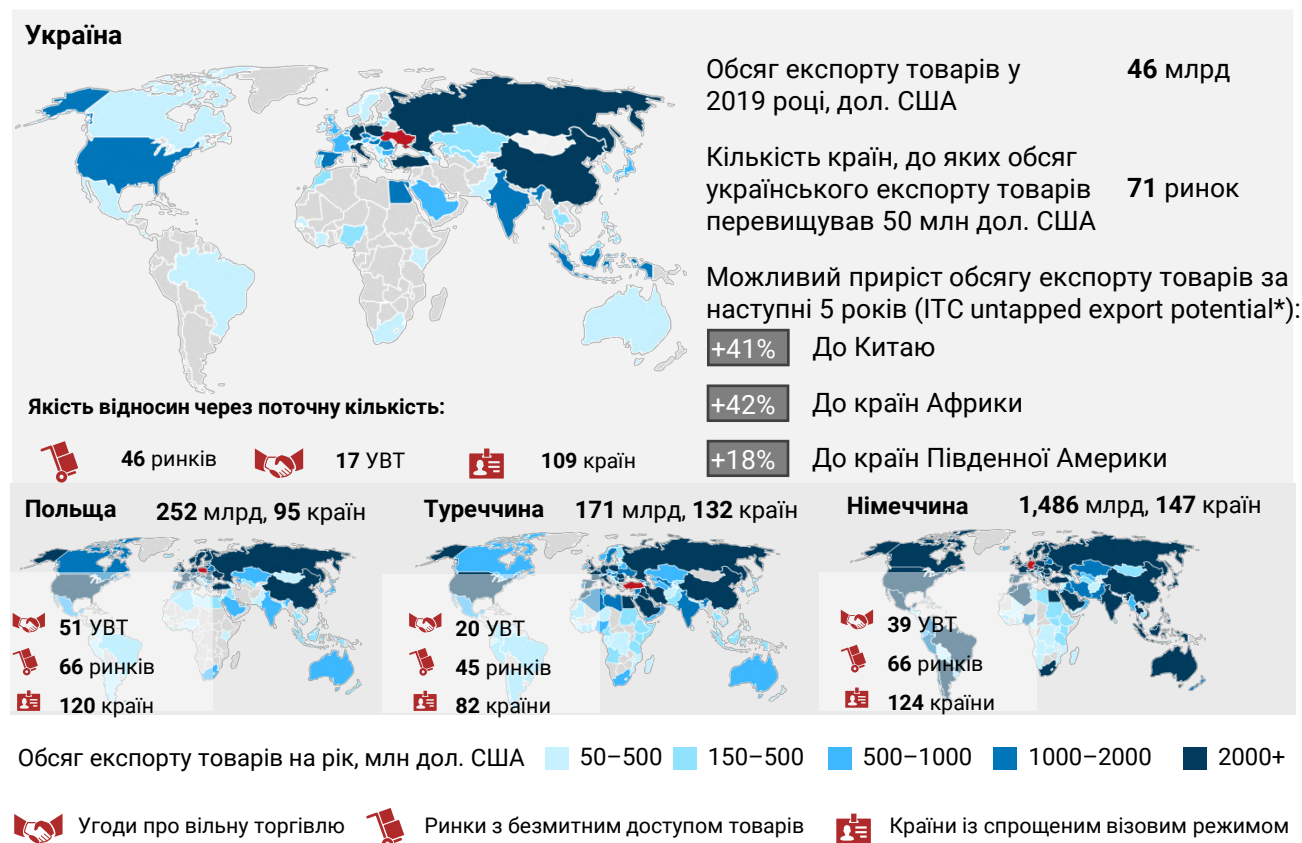 Україна
Обсяг експорту товарів у
2019 році, дол. США
46 млрд
Кількість країн, до яких обсяг
українського експорту товарів
перевищував 50 млн дол. США
71 ринок
Можливий приріст обсягу експорту товарів за
наступні 5 років (ITC untapped export potential*):
+41% До Китаю
+42% До країн Африки
+18% До країн Південної Америки
Якість відносин через поточну кількість:
46 ринків 17 УВТ 109 країн
Польща 252 млрд, 95 країн
51 УВТ
66 ринків
120 країн
Туреччина 171 млрд, 132 країн
20 УВТ
45 ринків
82 країни
Німеччина 1,486 млрд, 147 країн
39 УВТ
66 ринків
124 країни
Обсяг експорту товарів на рік, млн дол. США 50–500 150–500 500–1000 1000–2000 2000+
Угоди про вільну торгівлю Ринки з безмитним доступом товарів Країни із спрощеним візовим режимом